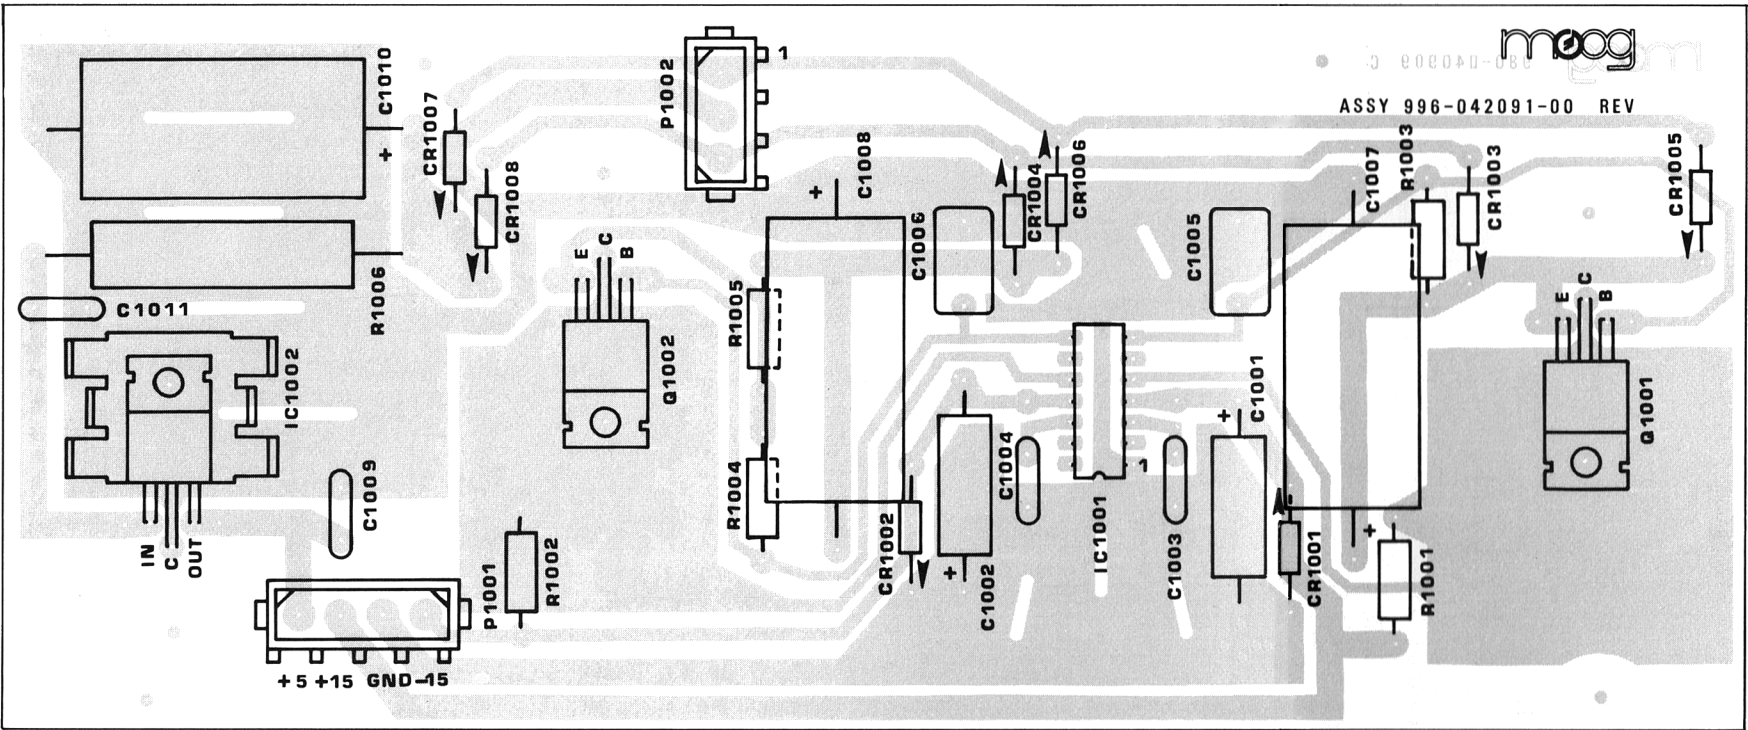 moog
980-040909 C
ASSY 996-042091-00 REV
C1010
+
CR1007
CR1008
P1002
1
+
C1008
C1006
CR1004
CR1006
C1005
C1007
R1003
CR1003
CR1005
R1006
C1011
IC1002
E
C
B
Q1002
R1005
R1004
C1009
IN
C
OUT
P1001
R1002
+5 +15 GND -15
CR1002
+
C1002
C1004
IC1001
1
C1003
+
C1001
CR1001
+
R1001
E
C
B
Q1001